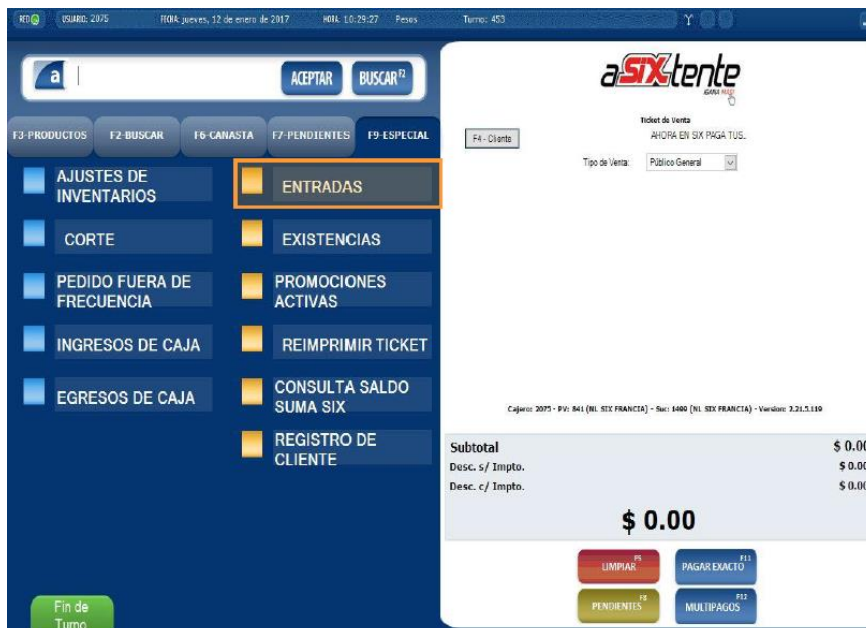 RED USUARIO: 2075 FECHA: jueves, 12 de enero de 2017 HORA: 10:29:27 Pesos Turno: 453
a ACEPTAR BUSCAR F2
F3-PRODUCTOS F2-BUSCAR F6-CANASTA F7-PENDIENTES F9-ESPECIAL
AJUSTES DE
INVENTARIOS
ENTRADAS
CORTE
EXISTENCIAS
PEDIDO FUERA DE
FRECUENCIA
PROMOCIONES
ACTIVAS
INGRESOS DE CAJA
REIMPRIMIR TICKET
EGRESOS DE CAJA
CONSULTA SALDO
SUMA SIX
REGISTRO DE
CLIENTE
Fin de
Turno
aSIXtente
¡GANA MÁS!
Ticket de Venta
F4 - Cliente
AHORA EN SIX PAGA TUS..
Tipo de Venta: Público General
Cajero: 2075 - PV: 841 (NL SIX FRANCIA) - Suc: 1499 (NL SIX FRANCIA) - Version: 2.21.5.119
Subtotal $ 0.00
Desc. s/ Impto. $ 0.00
Desc. c/ Impto. $ 0.00
$ 0.00
LIMPIAR F5
PAGAR EXACTO F11
PENDIENTES F8
MULTIPAGOS F12